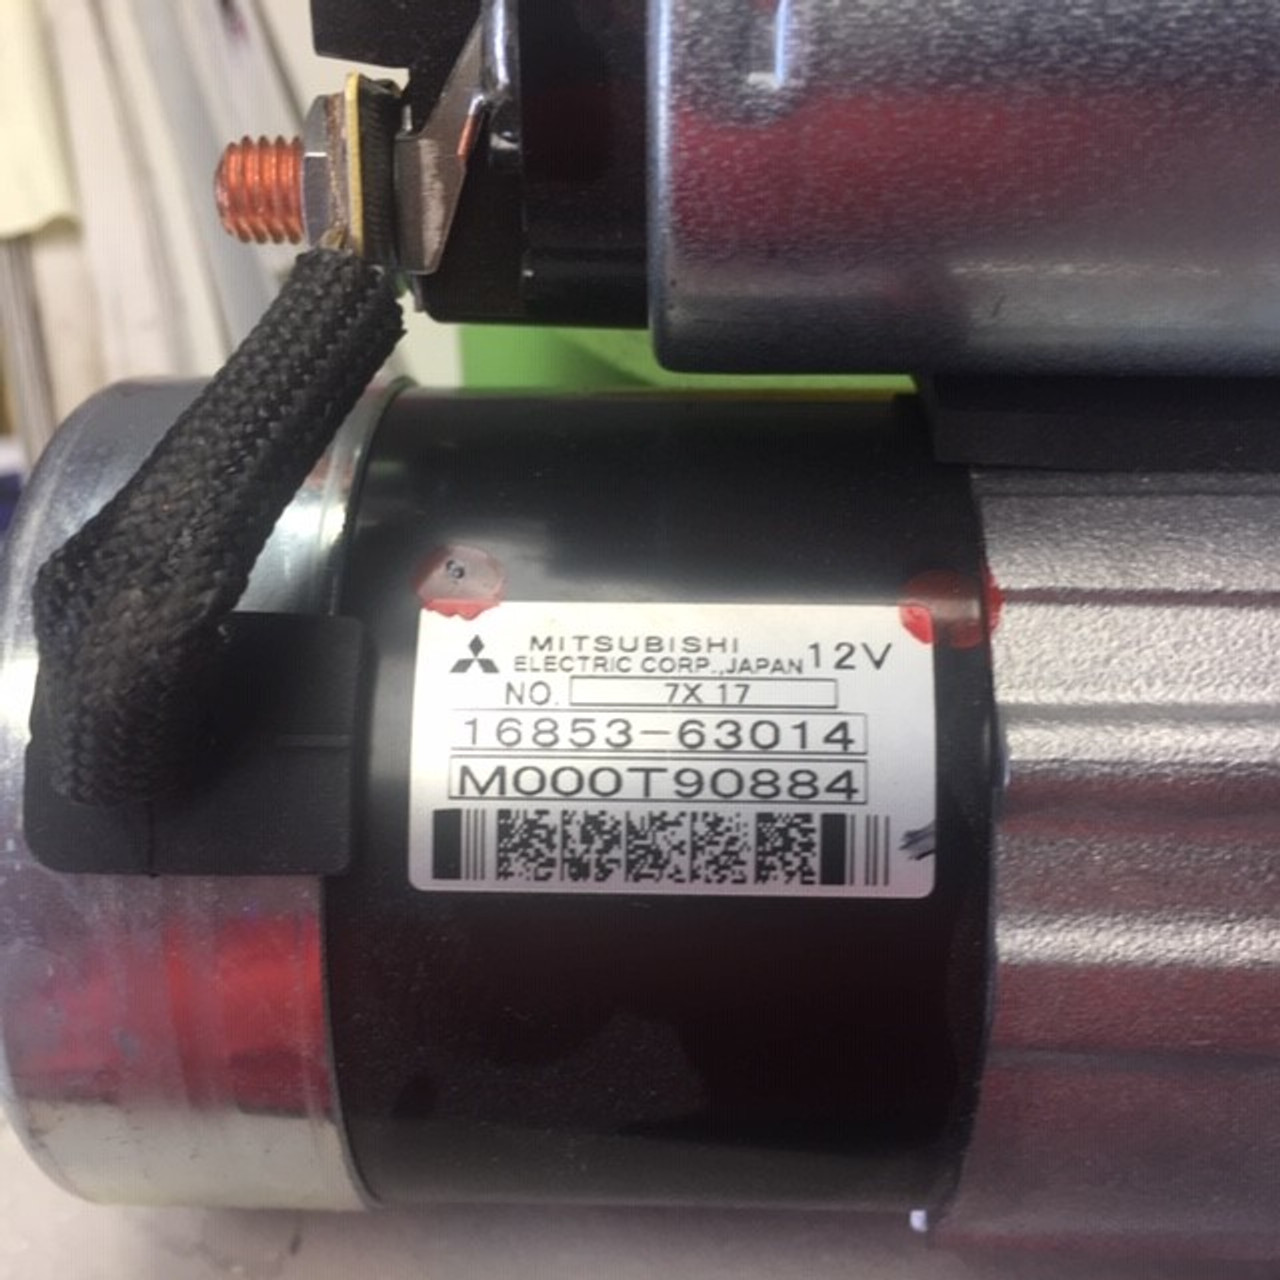 MITSUBISHI
ELECTRIC CORP.,JAPAN 12V
NO. 7X 17
16853-63014
M000T90884